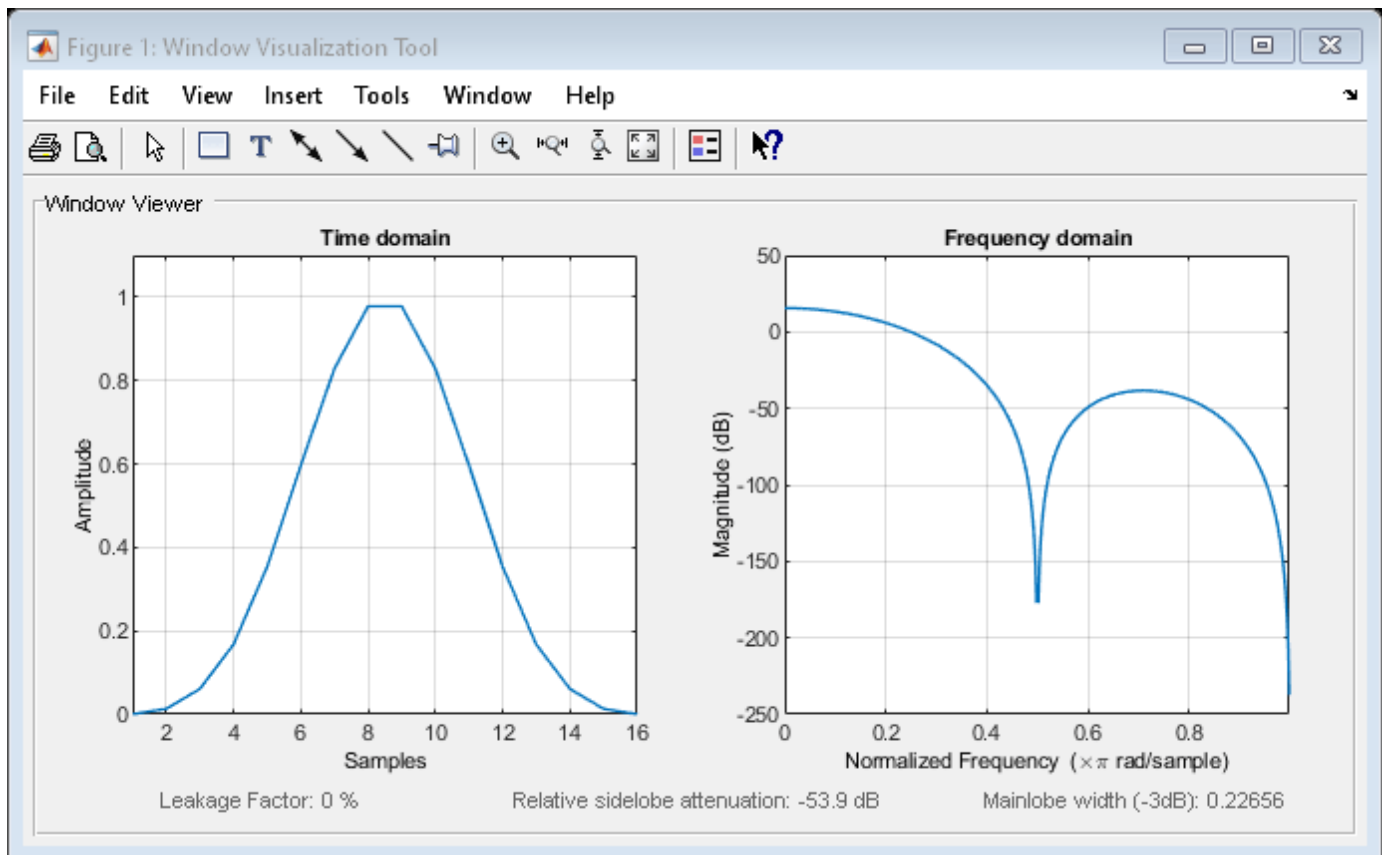 Figure 1: Window Visualization Tool
File Edit View Insert Tools Window Help
T
?
Window Viewer
Time domain
1
0.8
0.6
0.4
0.2
0
Amplitude
2 4 6 8 10 12 14 16
Samples
Frequency domain
50
0
-50
-100
-150
-200
-250
Magnitude (dB)
0 0.2 0.4 0.6 0.8
Normalized Frequency (×π rad/sample)
Leakage Factor: 0 % Relative sidelobe attenuation: -53.9 dB Mainlobe width (-3dB): 0.22656